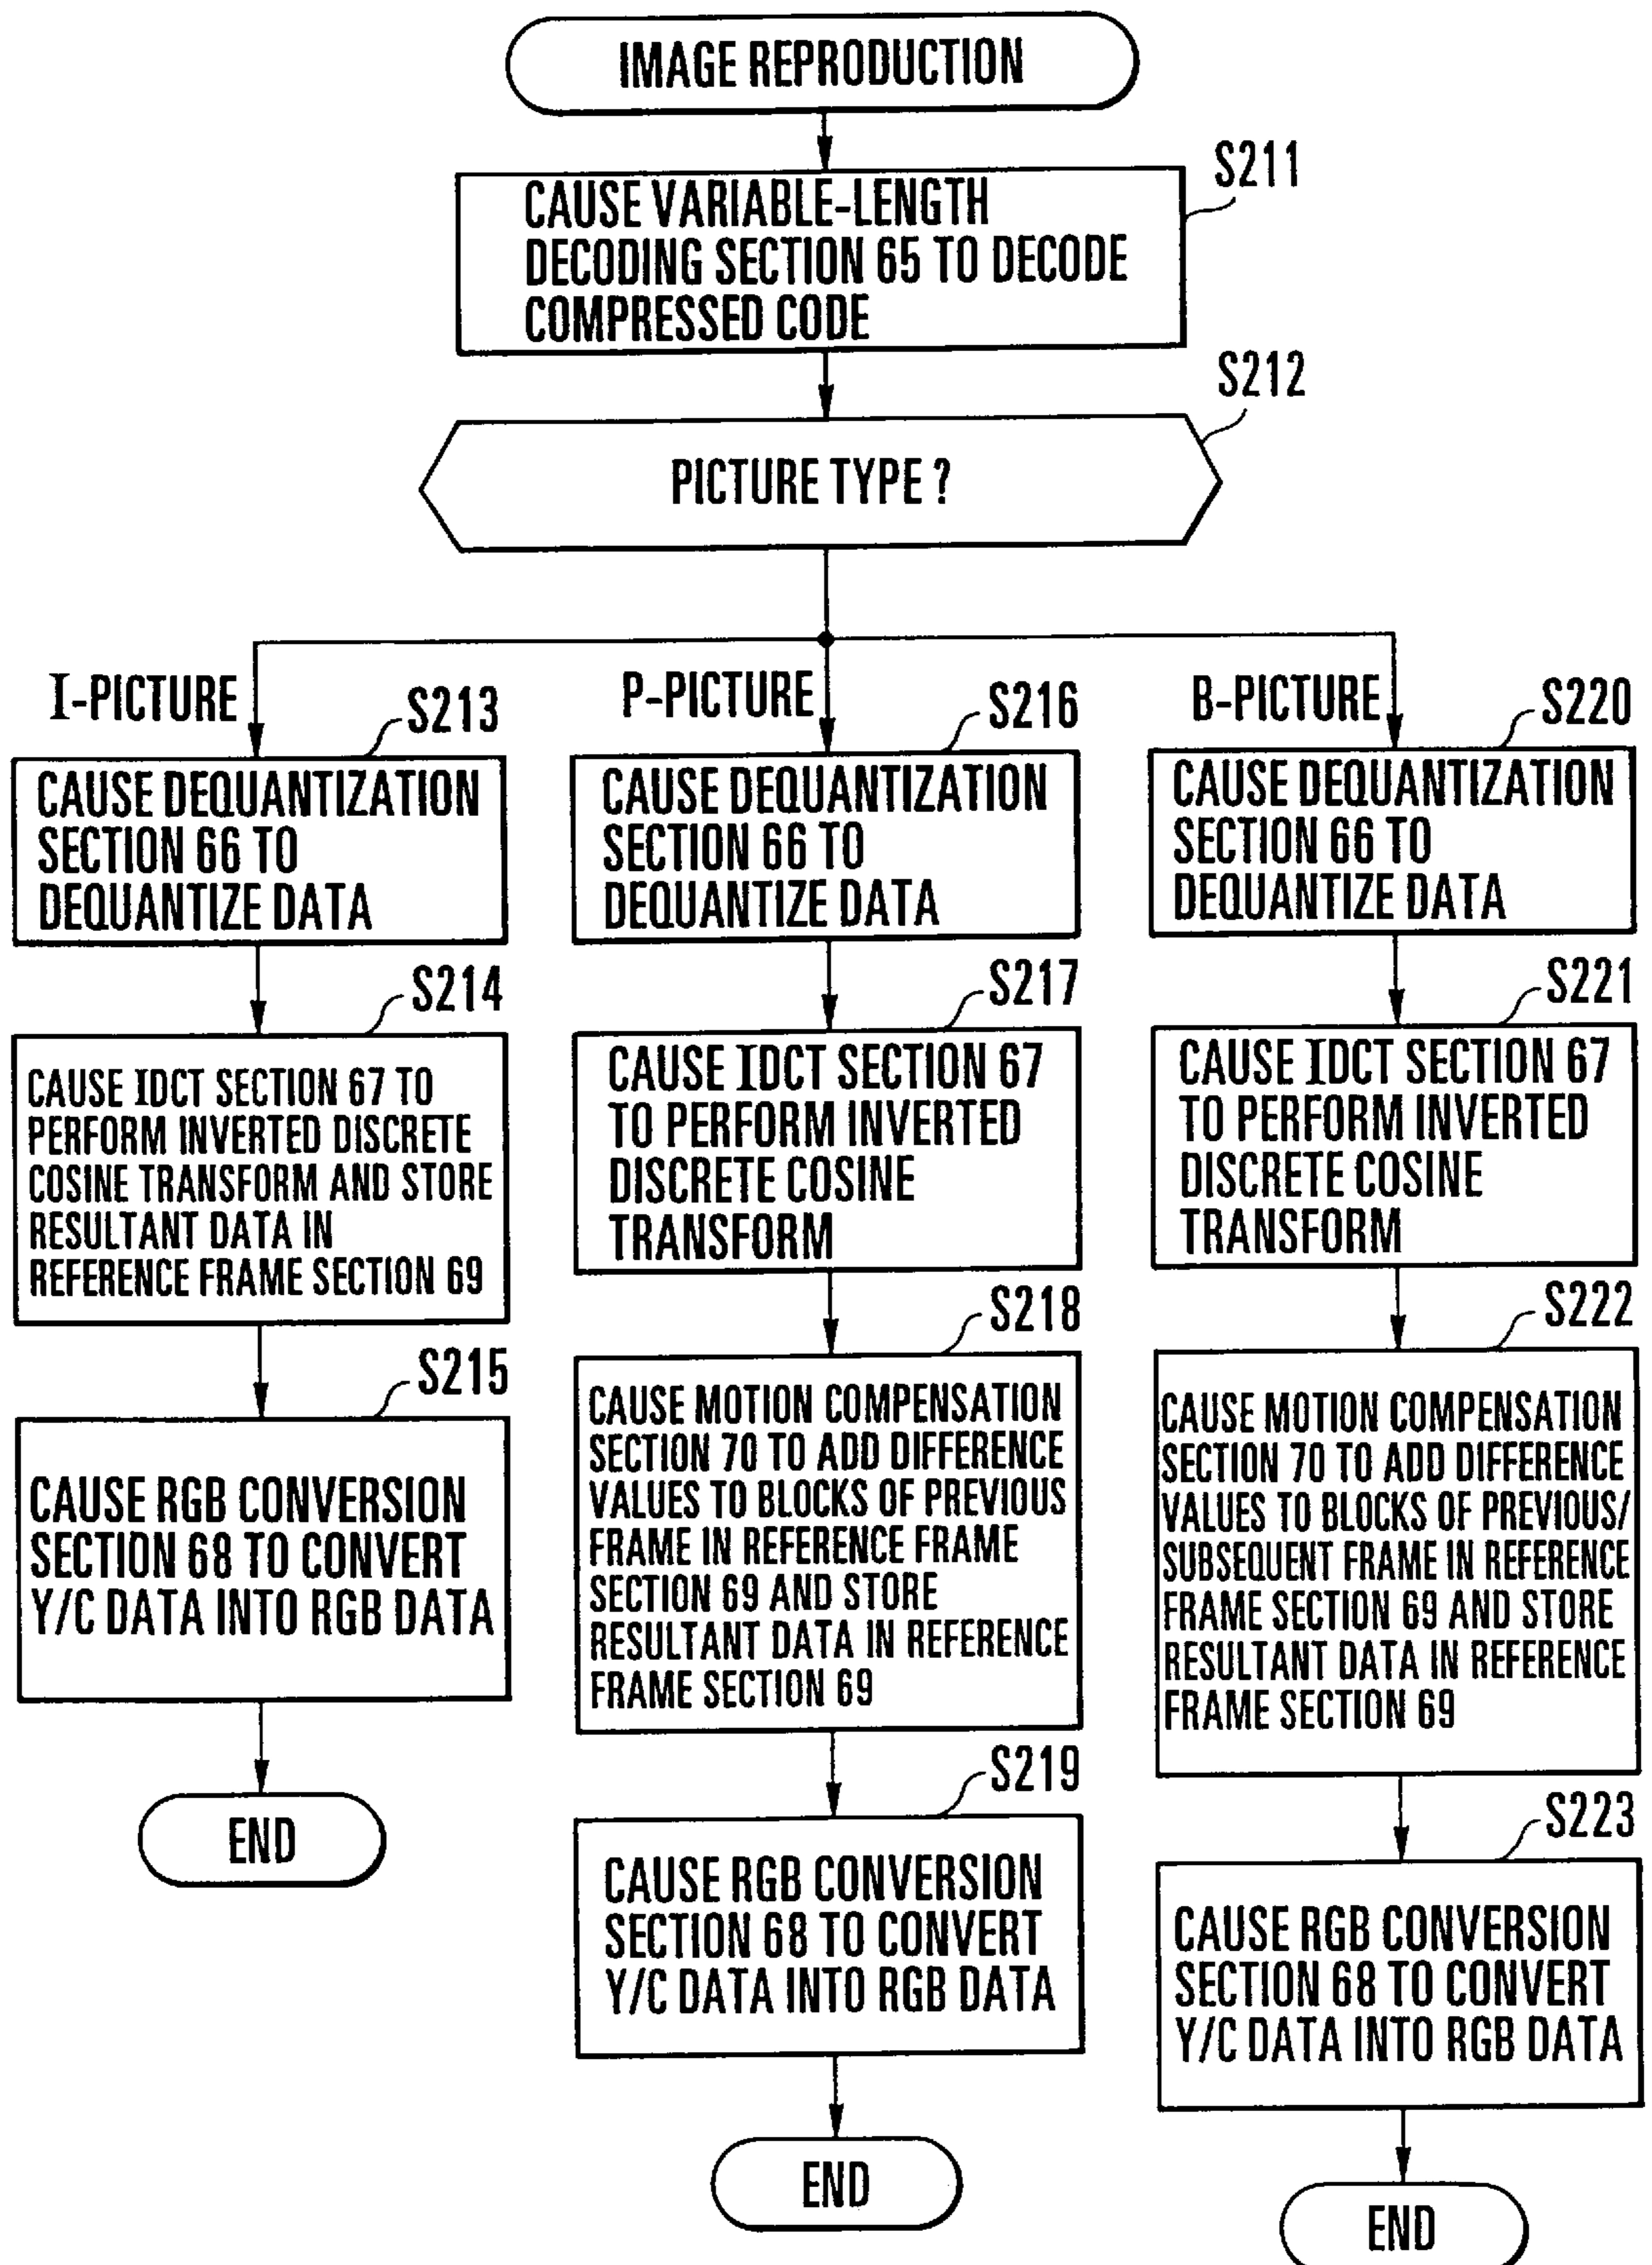 IMAGE REPRODUCTION
S211
CAUSE VARIABLE-LENGTH
DECODING SECTION 65 TO DECODE
COMPRESSED CODE
S212
PICTURE TYPE ?
I-PICTURE
S213
CAUSE DEQUANTIZATION
SECTION 66 TO
DEQUANTIZE DATA
S214
CAUSE IDCT SECTION 67 TO
PERFORM INVERTED DISCRETE
COSINE TRANSFORM AND STORE
RESULTANT DATA IN
REFERENCE FRAME SECTION 69
S215
CAUSE RGB CONVERSION
SECTION 68 TO CONVERT
Y/C DATA INTO RGB DATA
END
P-PICTURE
S216
CAUSE DEQUANTIZATION
SECTION 66 TO
DEQUANTIZE DATA
S217
CAUSE IDCT SECTION 67
TO PERFORM INVERTED
DISCRETE COSINE
TRANSFORM
S218
CAUSE MOTION COMPENSATION
SECTION 70 TO ADD DIFFERENCE
VALUES TO BLOCKS OF PREVIOUS
FRAME IN REFERENCE FRAME
SECTION 69 AND STORE
RESULTANT DATA IN REFERENCE
FRAME SECTION 69
S219
CAUSE RGB CONVERSION
SECTION 68 TO CONVERT
Y/C DATA INTO RGB DATA
END
B-PICTURE
S220
CAUSE DEQUANTIZATION
SECTION 66 TO
DEQUANTIZE DATA
S221
CAUSE IDCT SECTION 67
TO PERFORM INVERTED
DISCRETE COSINE
TRANSFORM
S222
CAUSE MOTION COMPENSATION
SECTION 70 TO ADD DIFFERENCE
VALUES TO BLOCKS OF PREVIOUS/
SUBSEQUENT FRAME IN REFERENCE
FRAME SECTION 69 AND STORE
RESULTANT DATA IN REFERENCE
FRAME SECTION 69
S223
CAUSE RGB CONVERSION
SECTION 68 TO CONVERT
Y/C DATA INTO RGB DATA
END